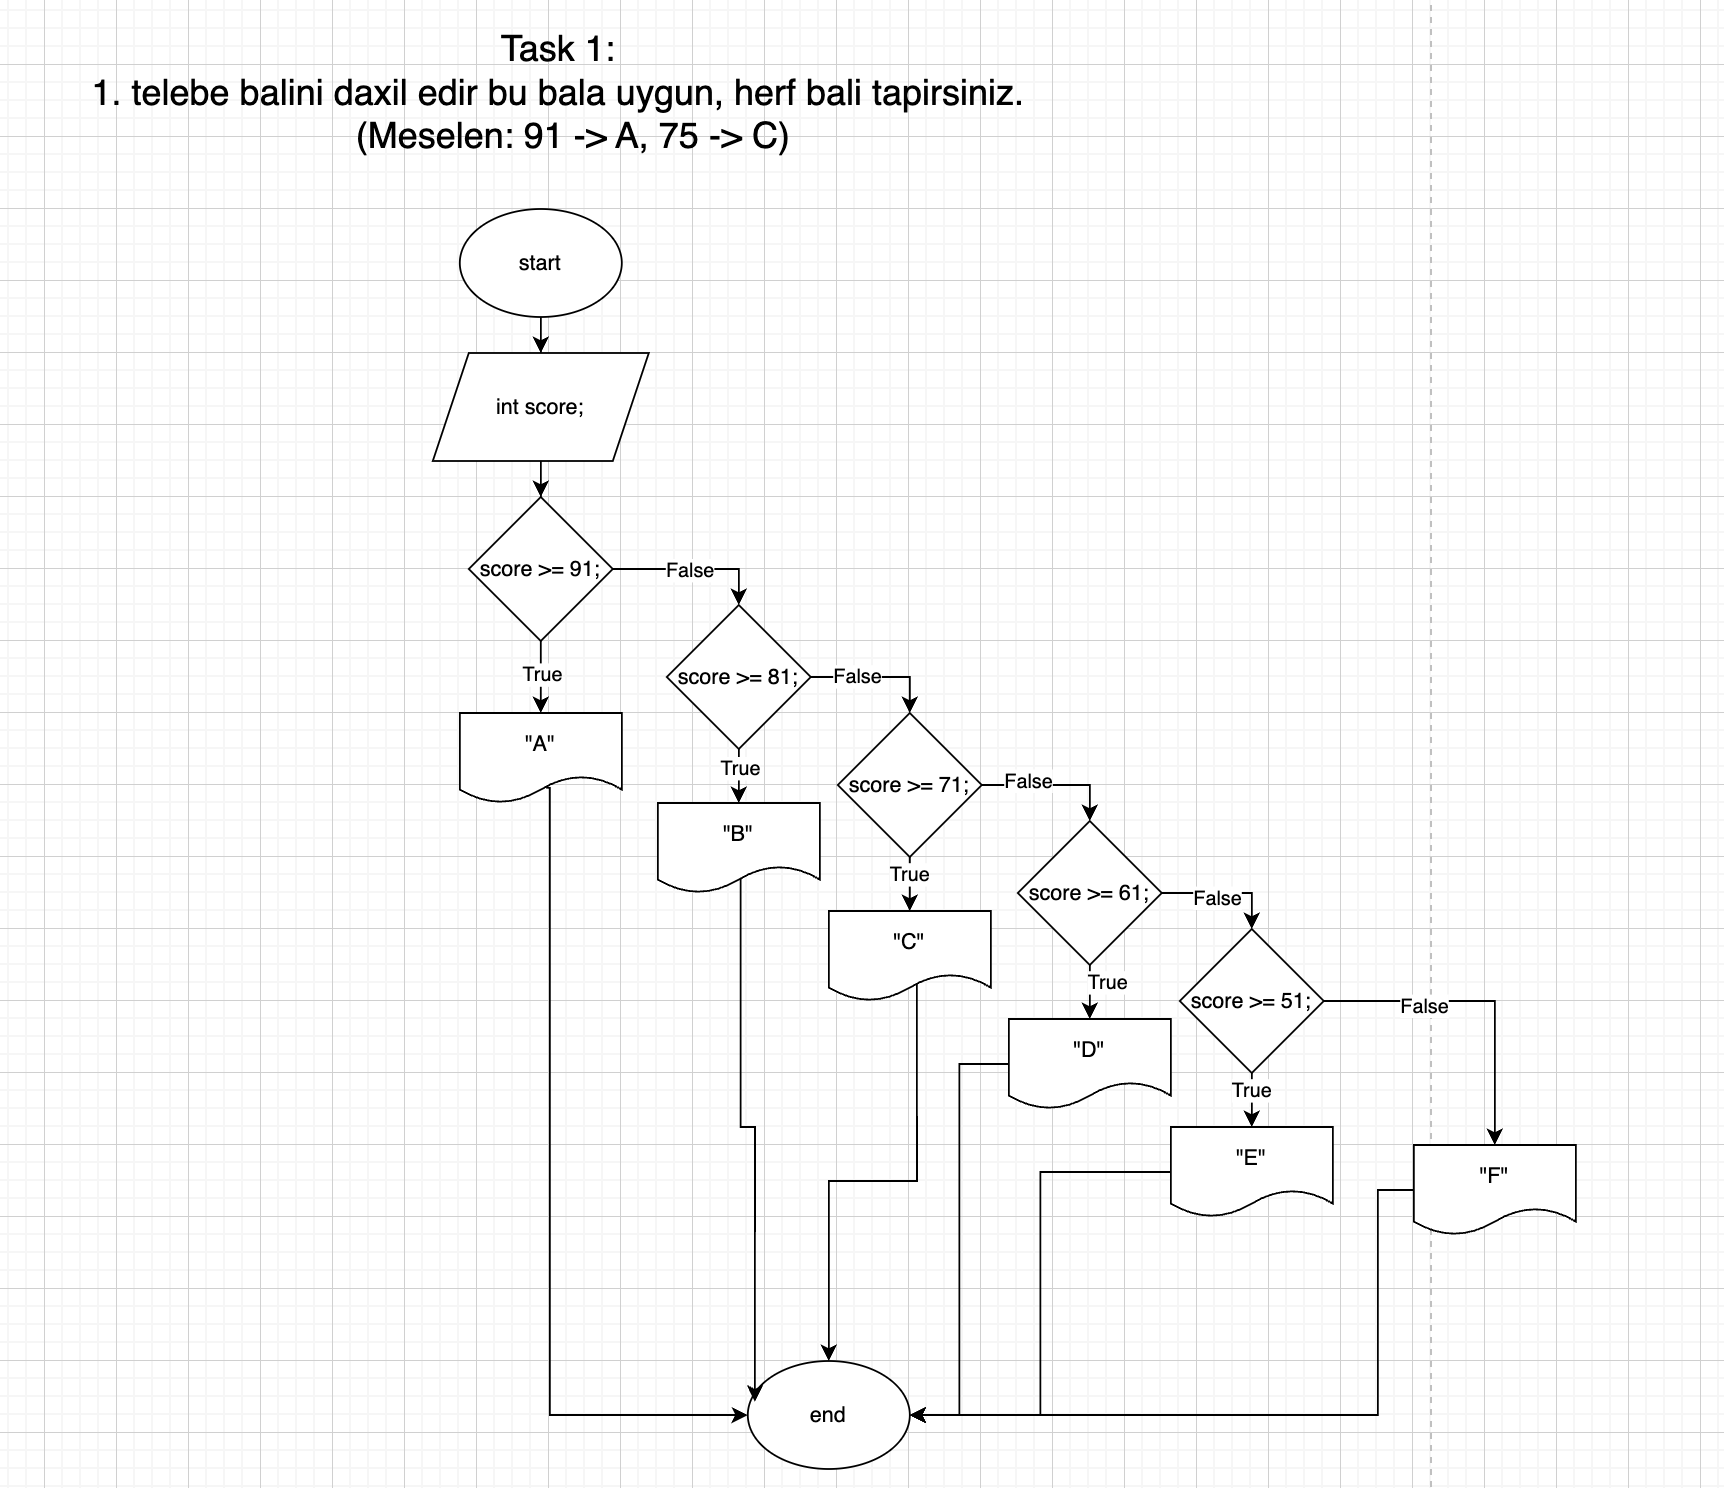 Task 1:
1. telebe balini daxil edir bu bala uygun, herf bali tapirsiniz.
(Meselen: 91 -> A, 75 -> C)
start
int score;
score >= 91;
False
True
"A"
score >= 81;
False
True
"B"
score >= 71;
False
True
"C"
score >= 61;
False
True
"D"
score >= 51;
False
True
"E"
"F"
end